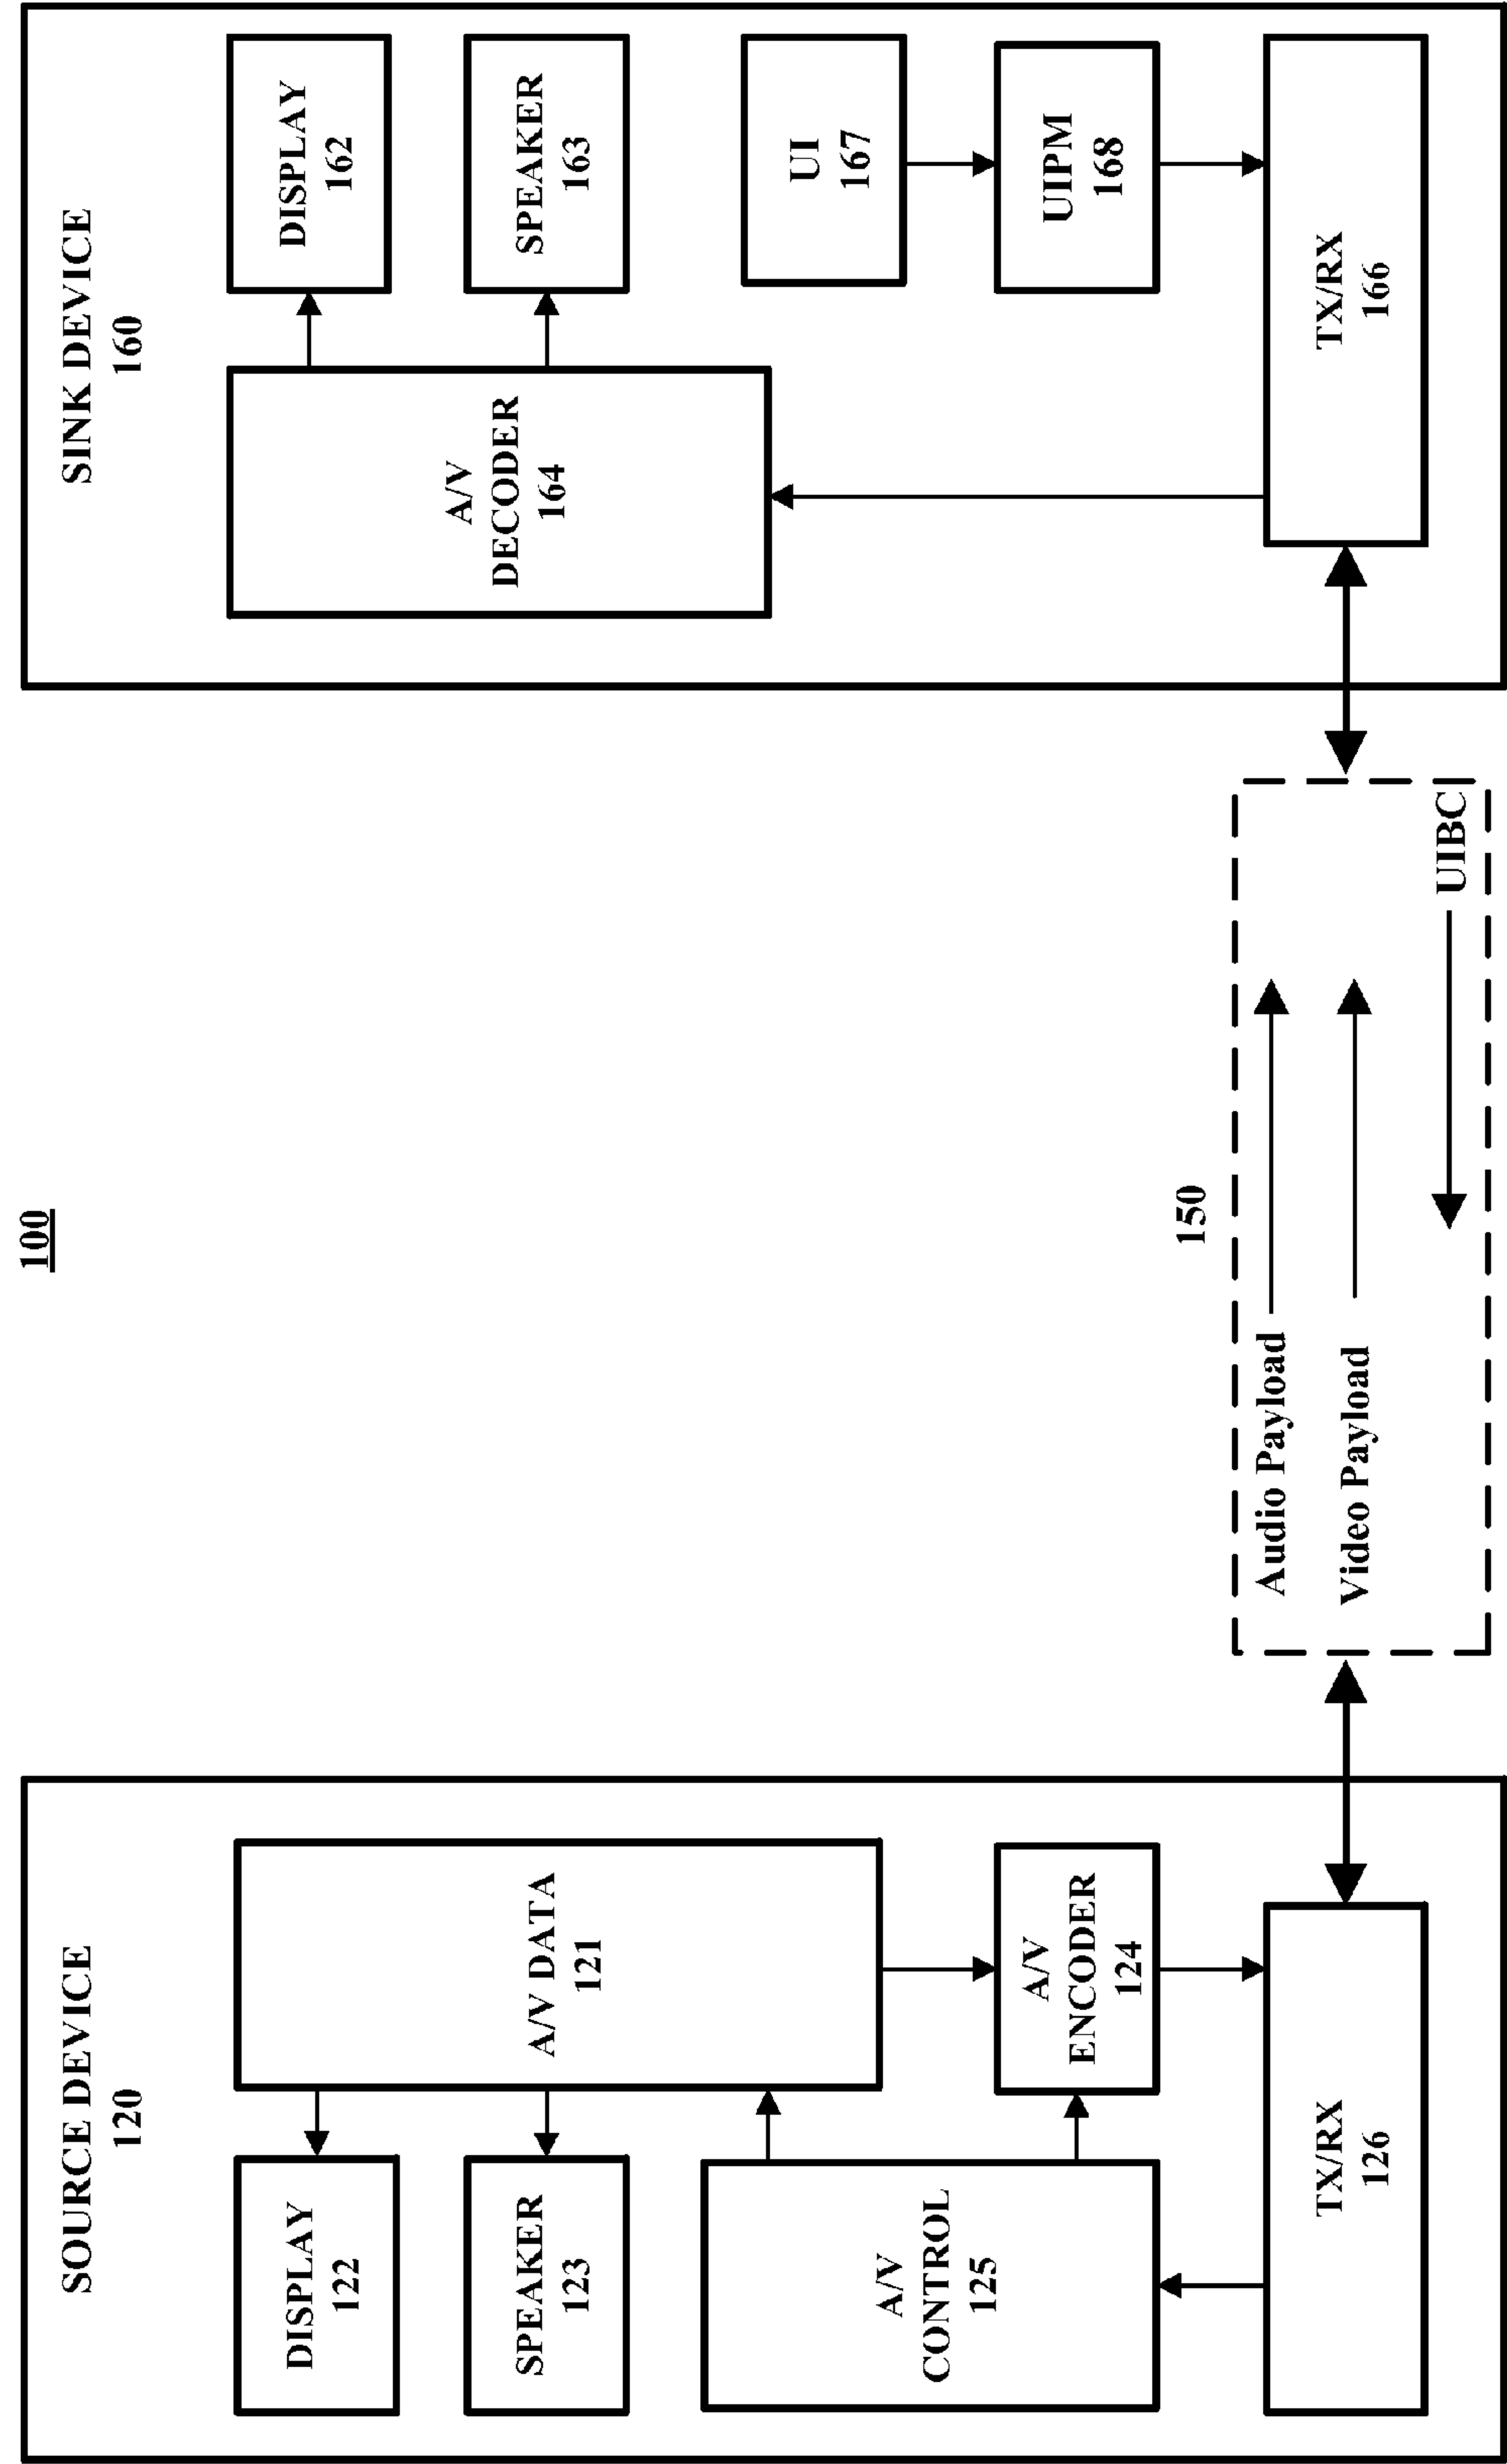 100
SOURCE DEVICE
120
DISPLAY
122
SPEAKER
123
A/V
CONTROL
125
A/V DATA
121
A/V
ENCODER
124
TX/RX
126
150
Audio Payload
Video Payload
UIBC
SINK DEVICE
160
A/V
DECODER
164
DISPLAY
162
SPEAKER
163
UI
167
UIPM
168
TX/RX
166